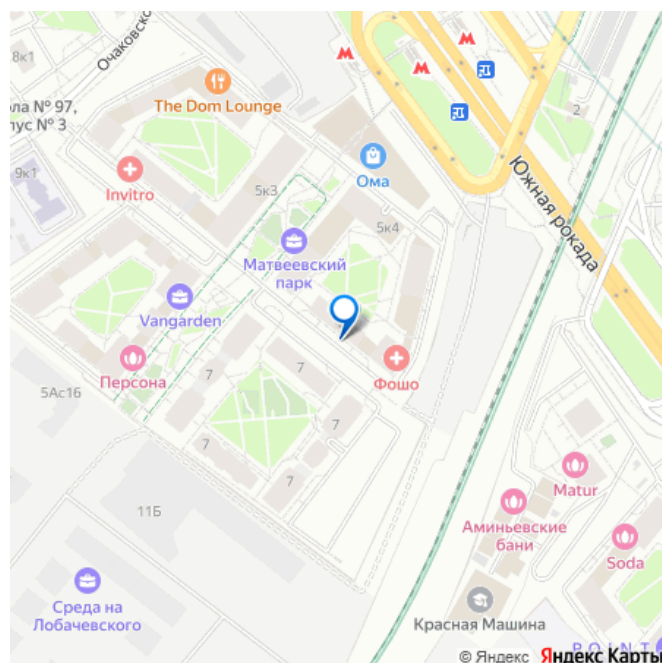 8к1
Очаковско
The Dom Lounge
ола № 97,
пус № 3
2
Ома
9к1
Invitro
5к3
Южная рокада
5к4
Матвеевский
парк
Vangarden
Персона
7
7
Фошо
5Ас16
7
7
7
Matur
11Б
Аминьевские
бани
Soda
Среда на
Лобачевского
Красная Машина
POINT
© Яндекс Яндекс Карты